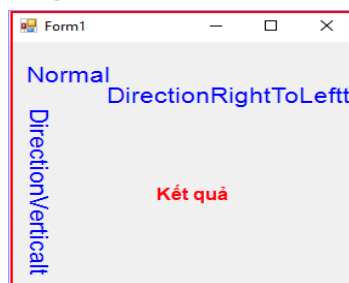 Form1
Normal
DirectionRightToLeftt
DirectionVerticalt
Kết quả